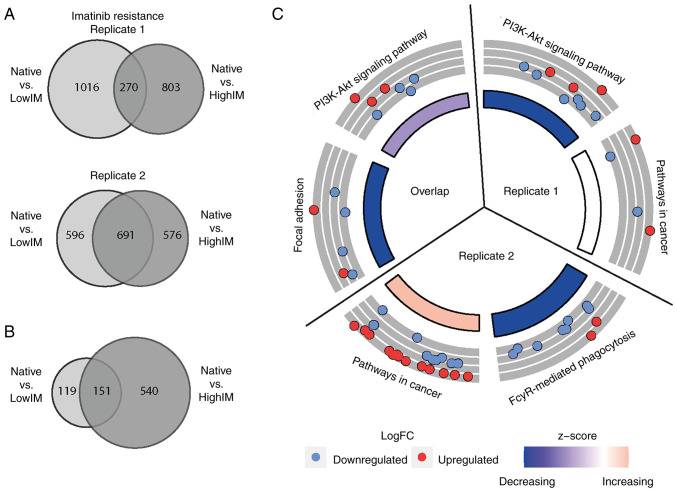 A
Imatinib resistance
Replicate 1
Native
vs.
LowIM
1016
270
803
Native
vs.
HighIM
Replicate 2
Native
vs.
LowIM
596
691
576
Native
vs.
HighIM
B
Native
vs.
LowIM
119
151
540
Native
vs.
HighIM
C
PI3K-Akt signaling pathway
PI3K-Akt signaling pathway
Focal adhesion
Overlap
Replicate 1
Pathways in cancer
Replicate 2
Pathways in cancer
FcγR-mediated phagocytosis
LogFC
Downregulated
Upregulated
z-score
Decreasing
Increasing